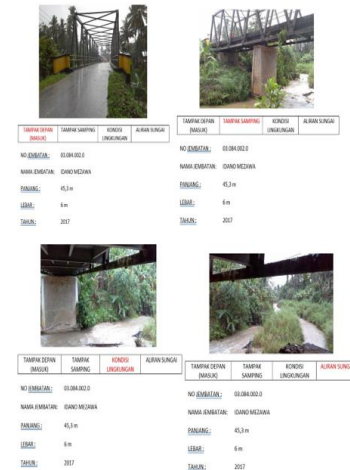 TAMPAK DEPAN (MASUK) TAMPAK SAMPING KONDISI LINGKUNGAN ALIRAN SUNGAI
NO JEMBATAN : 03.084.002.0
NAMA JEMBATAN: IDANO MEZAWA
PANJANG : 45,3 m
LEBAR : 6 m
TAHUN : 2017
TAMPAK DEPAN (MASUK) TAMPAK SAMPING KONDISI LINGKUNGAN ALIRAN SUNGAI
NO JEMBATAN : 03.084.002.0
NAMA JEMBATAN: IDANO MEZAWA
PANJANG : 45,3 m
LEBAR : 6 m
TAHUN : 2017
TAMPAK DEPAN (MASUK) TAMPAK SAMPING KONDISI LINGKUNGAN ALIRAN SUNGAI
NO JEMBATAN : 03.084.002.0
NAMA JEMBATAN: IDANO MEZAWA
PANJANG : 45,3 m
LEBAR : 6 m
TAHUN : 2017
TAMPAK DEPAN (MASUK) TAMPAK SAMPING KONDISI LINGKUNGAN ALIRAN SUNG
NO JEMBATAN : 03.084.002.0
NAMA JEMBATAN: IDANO MEZAWA
PANJANG : 45,3 m
LEBAR : 6 m
TAHUN : 2017